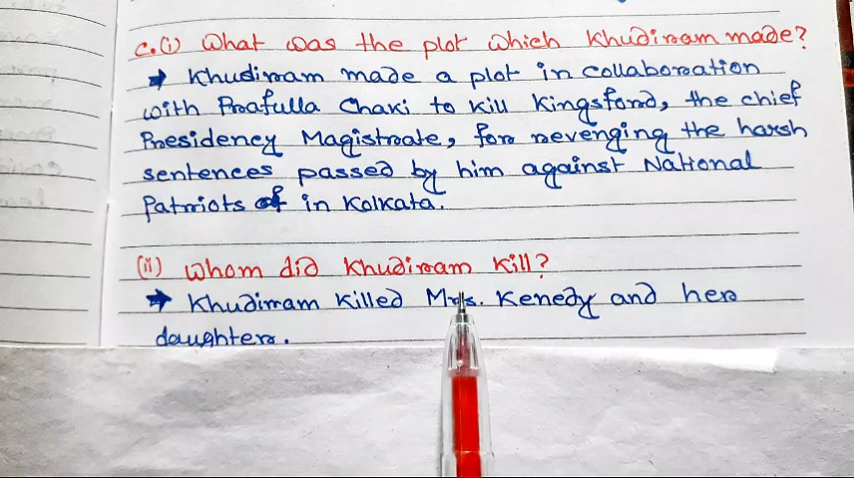 c.(i) What was the plot which Khudiram made?
→ Khudiram made a plot in collaboration
with Prafulla Chaki to kill Kingsford, the chief
Presidency Magistrate, for revenging the harsh
sentences passed by him against National
Patriots in Kolkata.
(ii) Whom did Khudiram kill?
→ Khudiram killed Mrs. Kenedy and her
daughter.